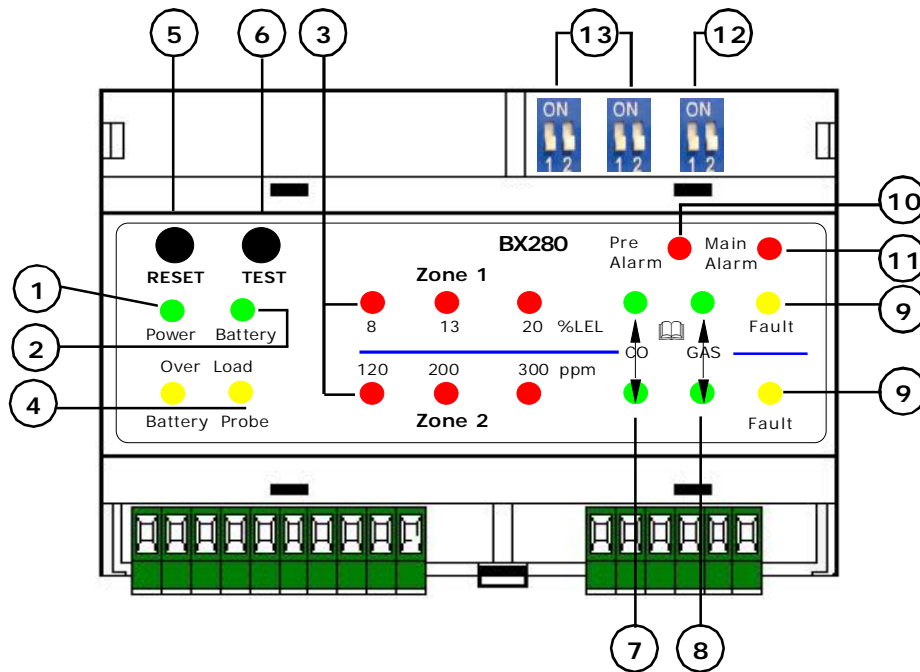 5 6 3 13 12
ON ON ON
1 2 1 2 1 2
10
BX280 Pre Alarm Main Alarm
11
RESET TEST
Zone 1
1
9
8 13 20 %LEL
Power Battery
Fault
2
CO GAS
Over Load
120 200 300 ppm
9
4
Battery Probe
Zone 2
Fault
7 8